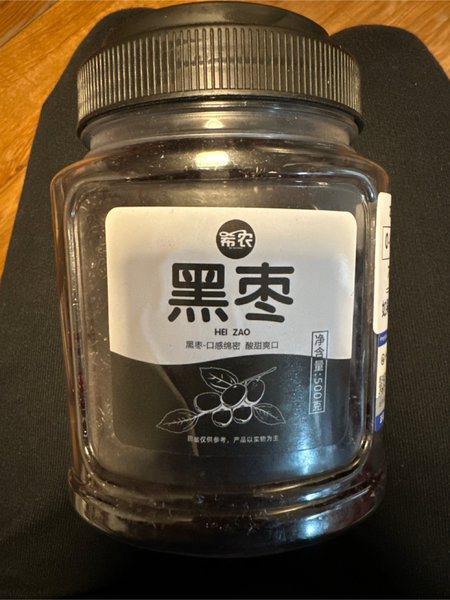 希农
黑枣
HEI ZAO
黑枣-口感绵密 酸甜爽口
净含量:500克
图案仅供参考，产品以实物为主